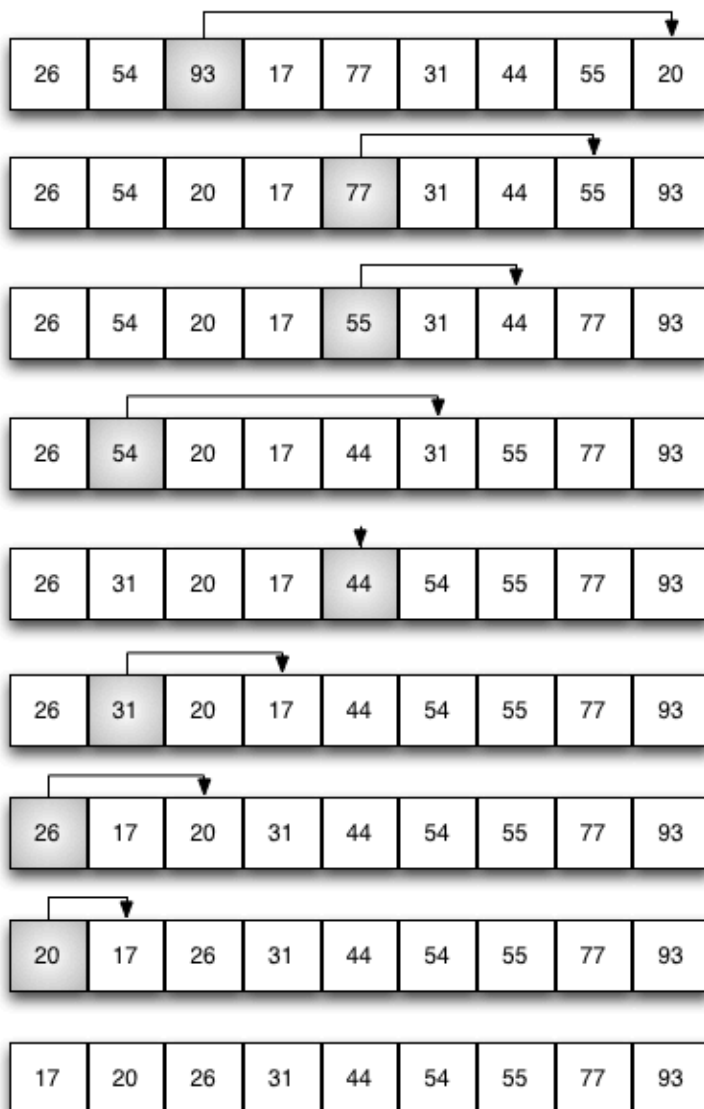 26 54 93 17 77 31 44 55 20
26 54 20 17 77 31 44 55 93
26 54 20 17 55 31 44 77 93
26 54 20 17 44 31 55 77 93
26 31 20 17 44 54 55 77 93
26 31 20 17 44 54 55 77 93
26 17 20 31 44 54 55 77 93
20 17 26 31 44 54 55 77 93
17 20 26 31 44 54 55 77 93